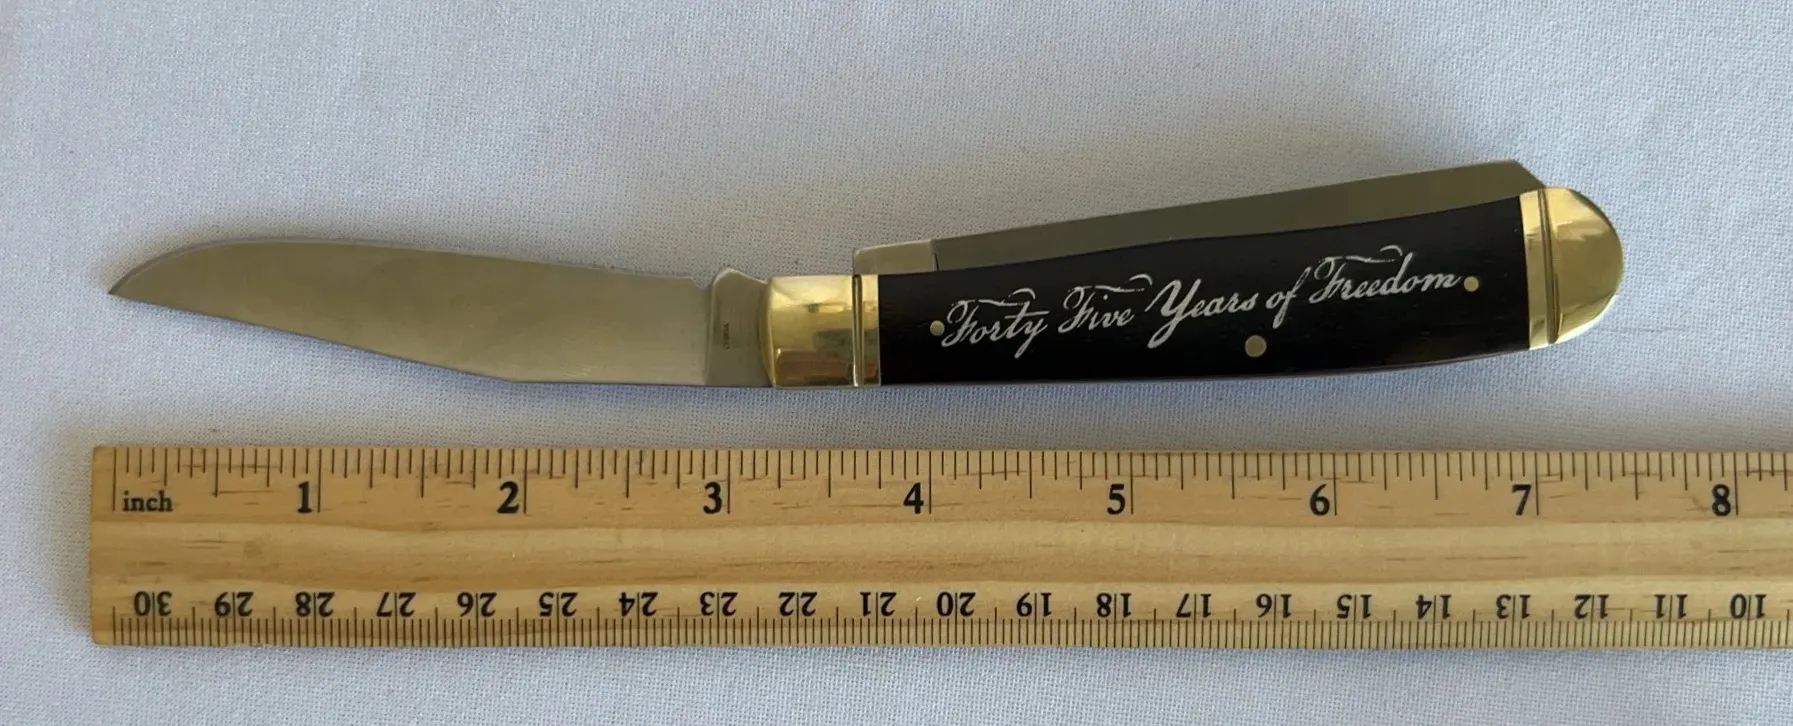 Forty Five Years of Freedom
inch 1 2 3 4 5 6 7 8
30 29 28 27 26 25 24 23 22 21 20 19 18 17 16 15 14 13 12 11 10